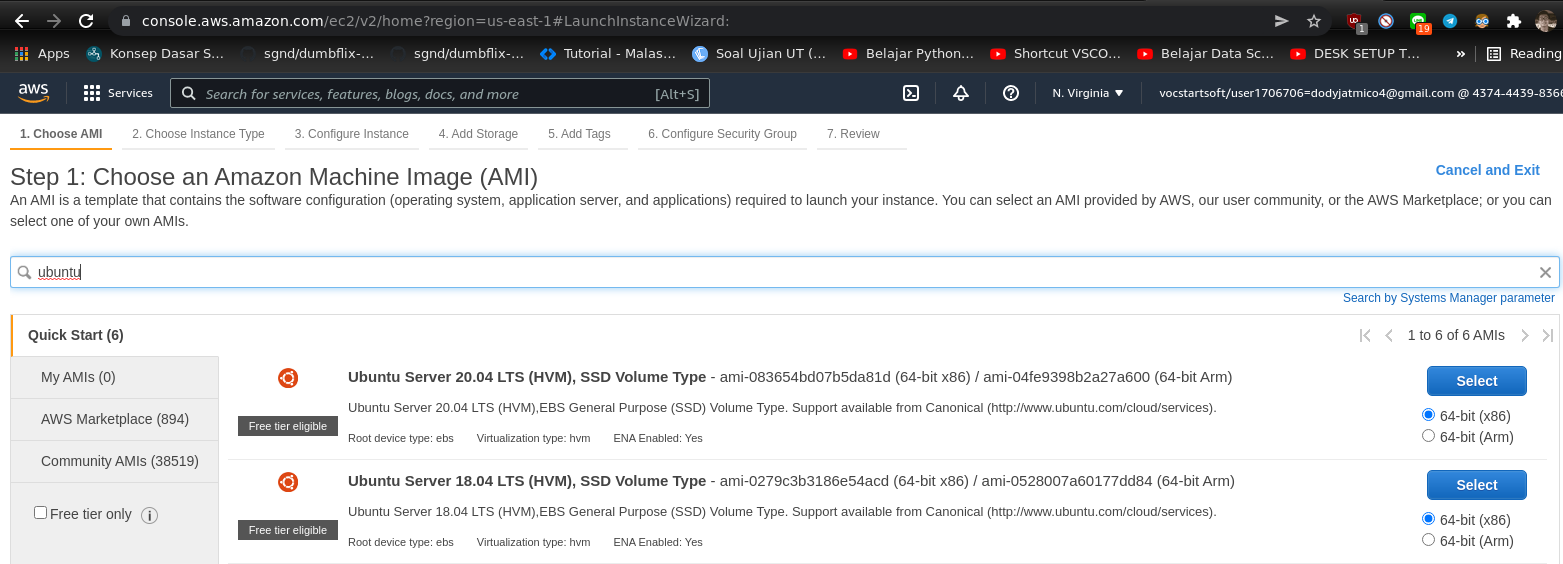 console.aws.amazon.com/ec2/v2/home?region=us-east-1#LaunchInstanceWizard:
1
19
Apps Konsep Dasar S... sgnd/dumbflix-... sgnd/dumbflix-... Tutorial - Malas... Soal Ujian UT (... Belajar Python... Shortcut VSCO... Belajar Data Sc... DESK SETUP T... » Reading
aws Services Search for services, features, blogs, docs, and more [Alt+S] N. Virginia ▼ vocstartsoft/user1706706=dodyjatmico4@gmail.com @ 4374-4439-8366
1. Choose AMI 2. Choose Instance Type 3. Configure Instance 4. Add Storage 5. Add Tags 6. Configure Security Group 7. Review
Step 1: Choose an Amazon Machine Image (AMI)
Cancel and Exit
An AMI is a template that contains the software configuration (operating system, application server, and applications) required to launch your instance. You can select an AMI provided by AWS, our user community, or the AWS Marketplace; or you can
select one of your own AMIs.
ubuntu
Search by Systems Manager parameter
Quick Start (6)
1 to 6 of 6 AMIs
My AMIs (0)
AWS Marketplace (894)
Community AMIs (38519)
Free tier only i
Ubuntu Server 20.04 LTS (HVM), SSD Volume Type - ami-083654bd07b5da81d (64-bit x86) / ami-04fe9398b2a27a600 (64-bit Arm)
Select
Ubuntu Server 20.04 LTS (HVM),EBS General Purpose (SSD) Volume Type. Support available from Canonical (http://www.ubuntu.com/cloud/services).
64-bit (x86)
Free tier eligible
Root device type: ebs Virtualization type: hvm ENA Enabled: Yes
64-bit (Arm)
Ubuntu Server 18.04 LTS (HVM), SSD Volume Type - ami-0279c3b3186e54acd (64-bit x86) / ami-0528007a60177dd84 (64-bit Arm)
Select
Ubuntu Server 18.04 LTS (HVM),EBS General Purpose (SSD) Volume Type. Support available from Canonical (http://www.ubuntu.com/cloud/services).
64-bit (x86)
Free tier eligible
Root device type: ebs Virtualization type: hvm ENA Enabled: Yes
64-bit (Arm)